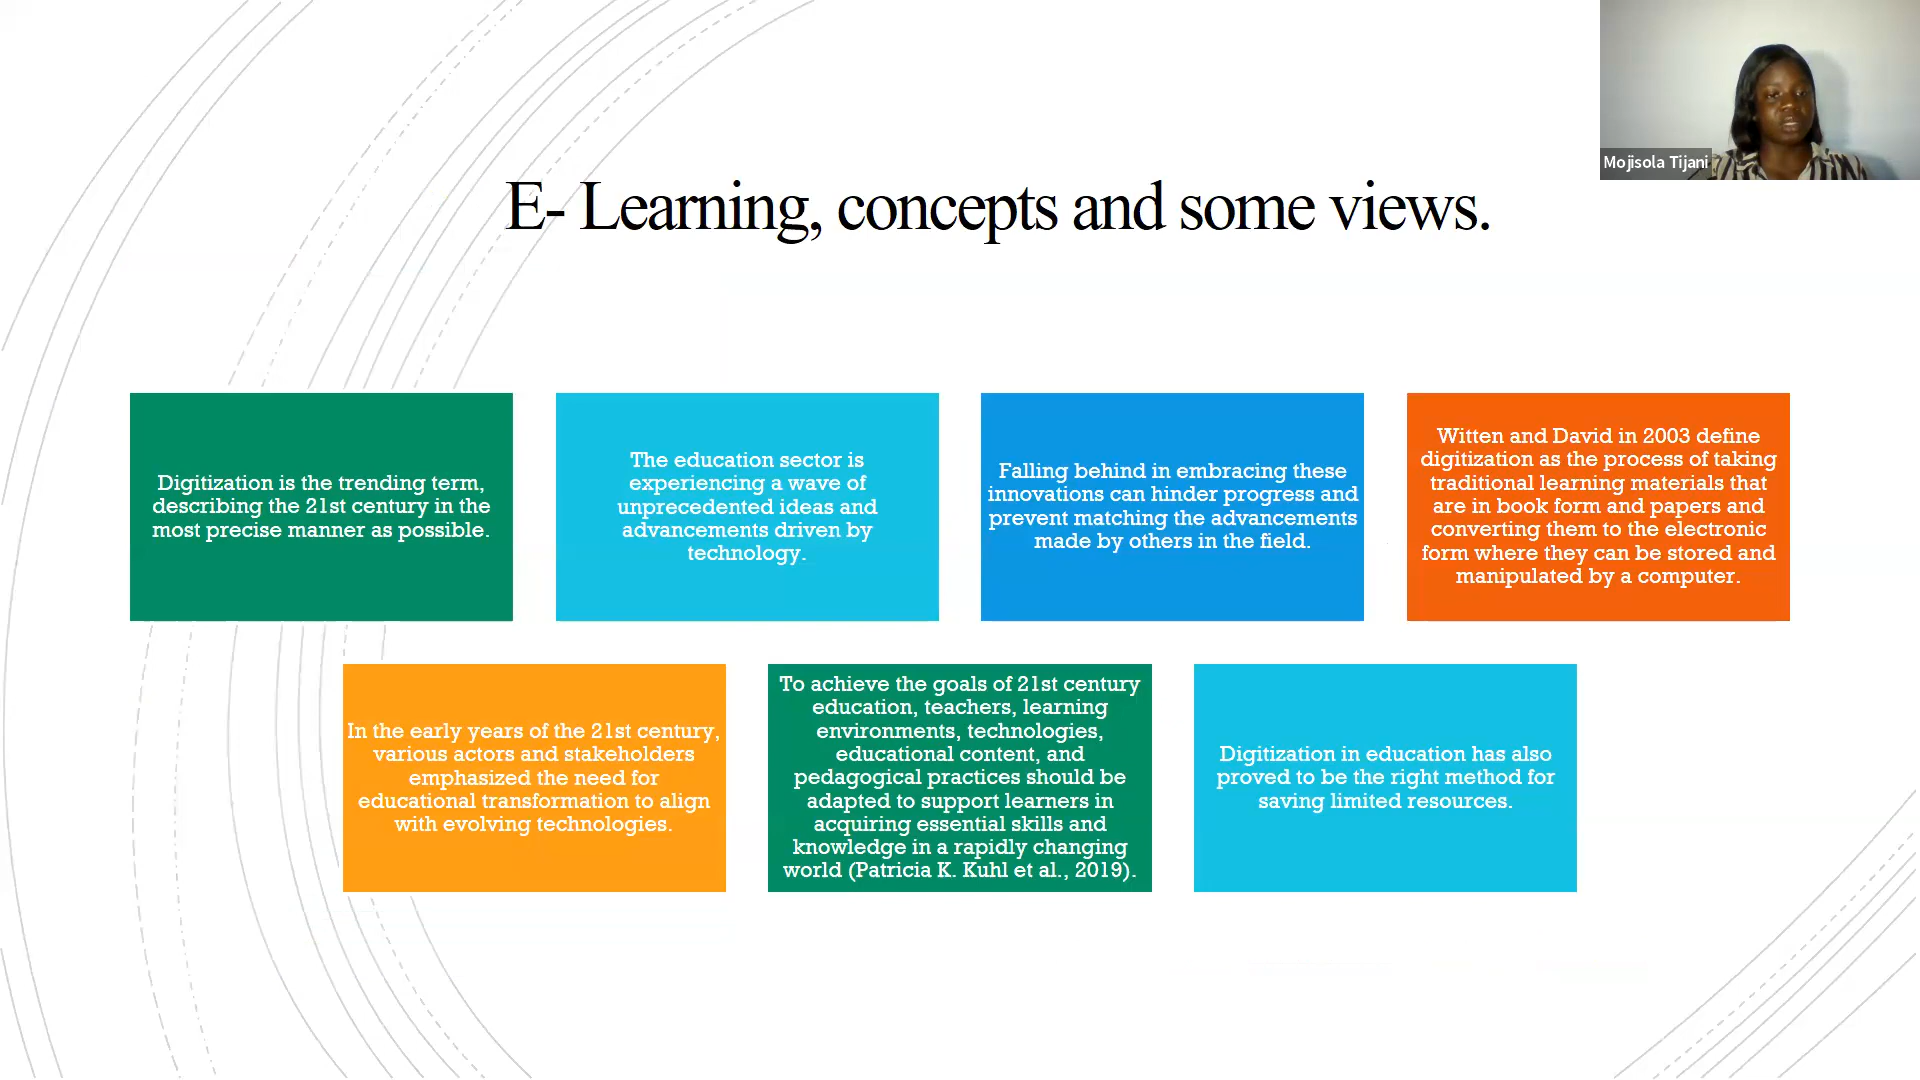 Mojisola Tijani
E- Learning, concepts and some views.
Digitization is the trending term,
describing the 21st century in the
most precise manner as possible.
The education sector is
experiencing a wave of
unprecedented ideas and
advancements driven by
technology.
Falling behind in embracing these
innovations can hinder progress and
prevent matching the advancements
made by others in the field.
Witten and David in 2003 define
digitization as the process of taking
traditional learning materials that
are in book form and papers and
converting them to the electronic
form where they can be stored and
manipulated by a computer.
In the early years of the 21st century,
various actors and stakeholders
emphasized the need for
educational transformation to align
with evolving technologies.
To achieve the goals of 21st century
education, teachers, learning
environments, technologies,
educational content, and
pedagogical practices should be
adapted to support learners in
acquiring essential skills and
knowledge in a rapidly changing
world (Patricia K. Kuhl et al., 2019).
Digitization in education has also
proved to be the right method for
saving limited resources.